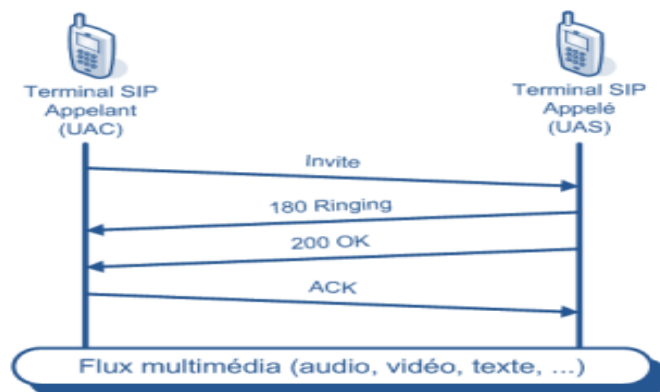 Terminal SIP
Appelant
(UAC)
Terminal SIP
Appelé
(UAS)
Invite
180 Ringing
200 OK
ACK
Flux multimédia (audio, vidéo, texte, ...)